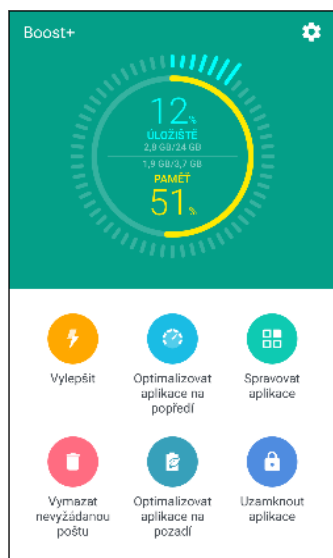 Boost+
12%
ÚLOŽIŠTĚ
2,8 GB/24 GB
1,9 GB/3,7 GB
PAMĚŤ
51%
Vylepšit
Optimalizovat
aplikace na
popředí
Spravovat
aplikace
Vymazat
nevyžádanou
poštu
Optimalizovat
aplikace na
pozadí
Uzamknout
aplikace